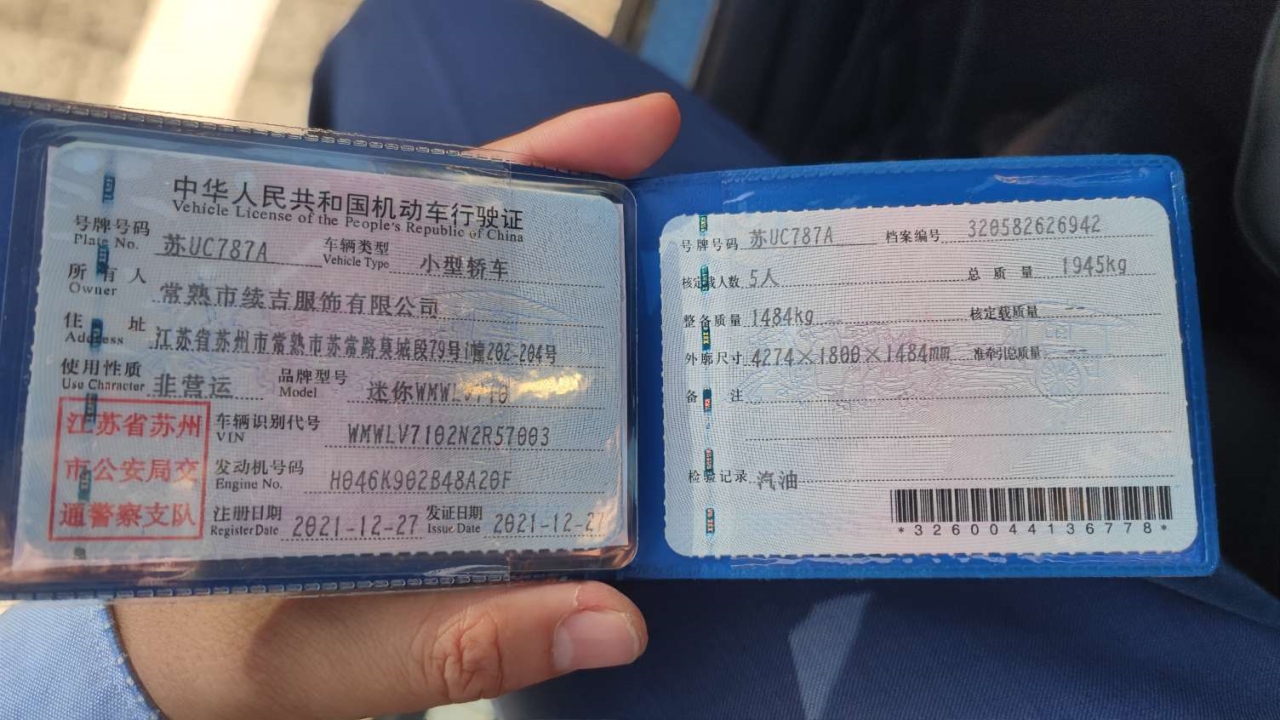 中华人民共和国机动车行驶证
Vehicle License of the People's Republic of China
号牌号码 Plate No. 苏UC787A 车辆类型 Vehicle Type 小型轿车
所有人 Owner 常熟市续吉服饰有限公司
住址 Address 江苏省苏州市常熟市苏常路莫城段79号1幢202-204号
使用性质 Use Character 非营运 品牌型号 Model 迷你
江苏省苏州
市公安局交
通警察支队
车辆识别代号 VIN WMWLV7102N2R57003
发动机号码 Engine No. H046K902B48A20F
注册日期 Register Date 2021-12-27 发证日期 Issue Date 2021-12-2
号牌号码 苏UC787A 档案编号 320582626942
核定载人数 5人 总质量 1945kg
整备质量 1484kg 核定载质量 --
外廓尺寸 4274×1800×1484mm 准牵引总质量 --
备注
检验记录 汽油
*3260044136778*